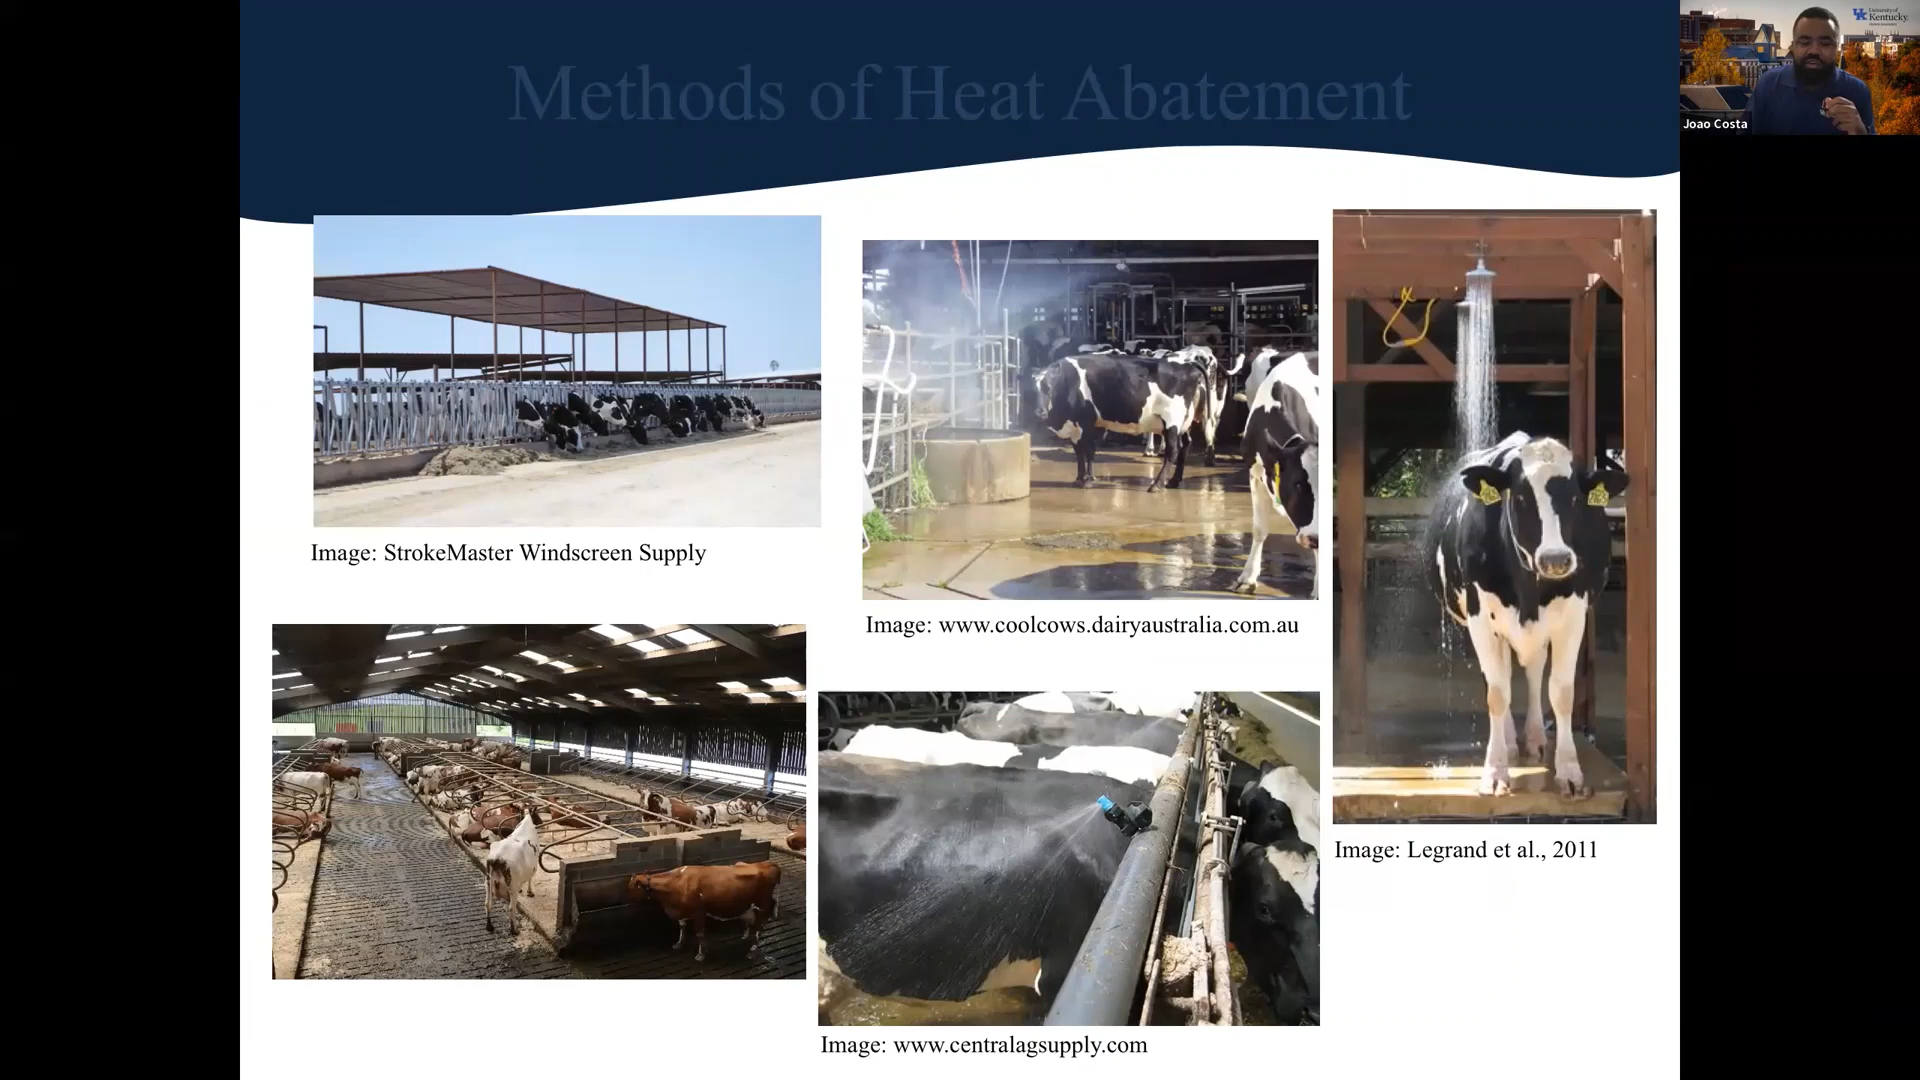 Methods of Heat Abatement
University of
Kentucky
Joao Costa
Image: StrokeMaster Windscreen Supply
Image: www.coolcows.dairyaustralia.com.au
Image: Legrand et al., 2011
Image: www.centralagsupply.com